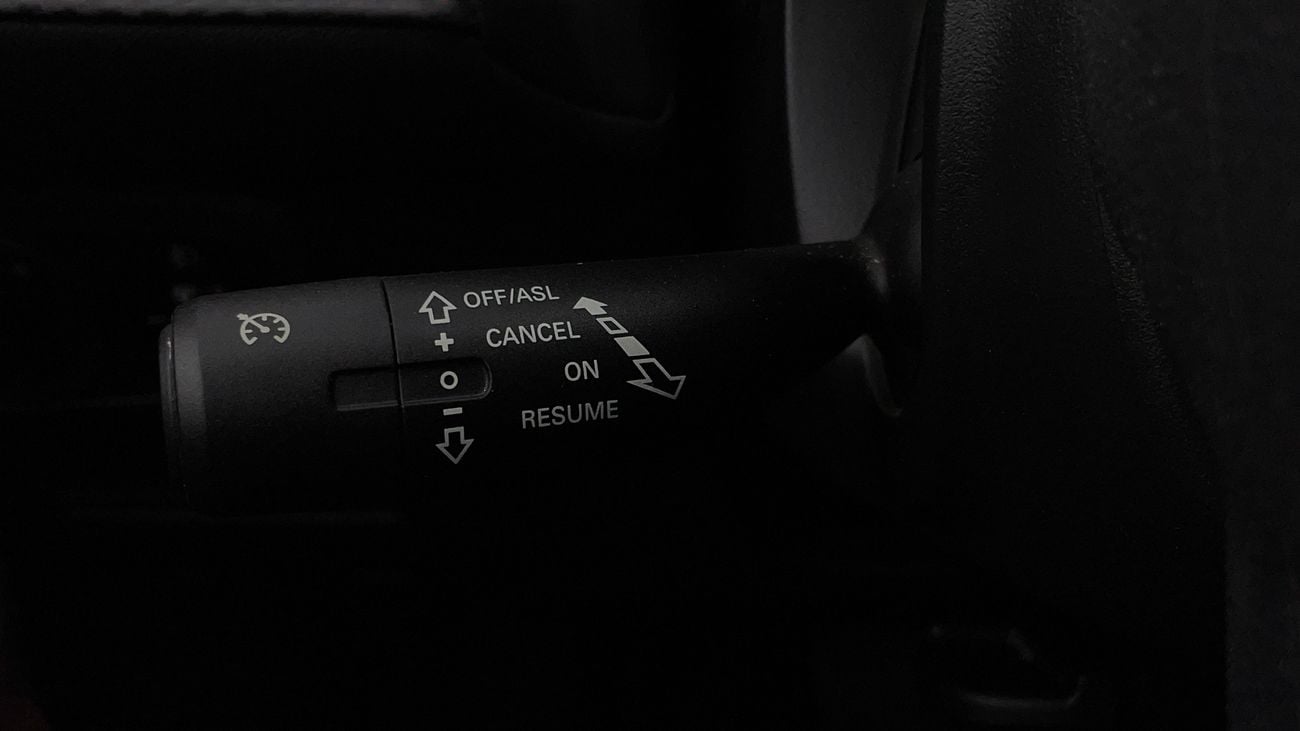 OFF/ASL
+ CANCEL
O ON
− RESUME